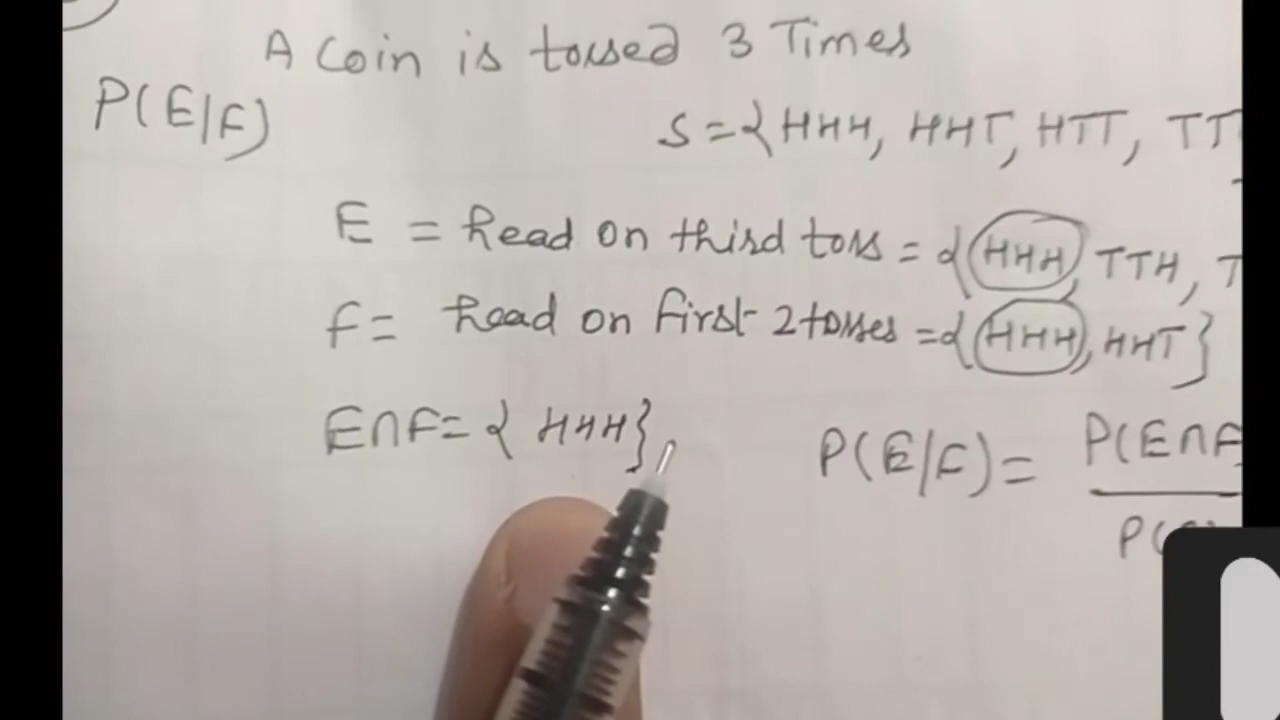 A Coin is tossed 3 Times
P(E/F)
S = { HHH, HHT, HTT, TT
E = head on third toss = { HHH, TTH, T
F = head on first 2 tosses = { HHH, HHT }
E∩F = { HHH }, P(E/F) = P(E∩F
P(